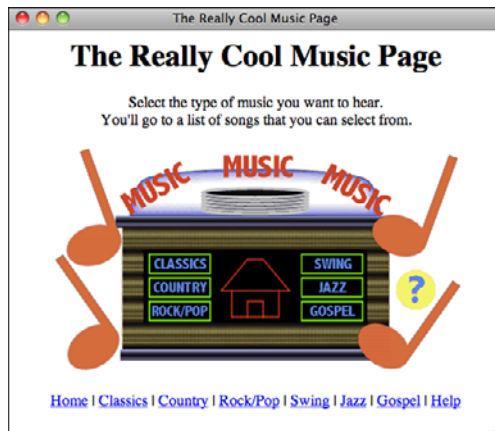 The Really Cool Music Page
The Really Cool Music Page
Select the type of music you want to hear.
You'll go to a list of songs that you can select from.
MUSIC MUSIC MUSIC
CLASSICS SWING
COUNTRY JAZZ
ROCK/POP GOSPEL
?
Home | Classics | Country | Rock/Pop | Swing | Jazz | Gospel | Help